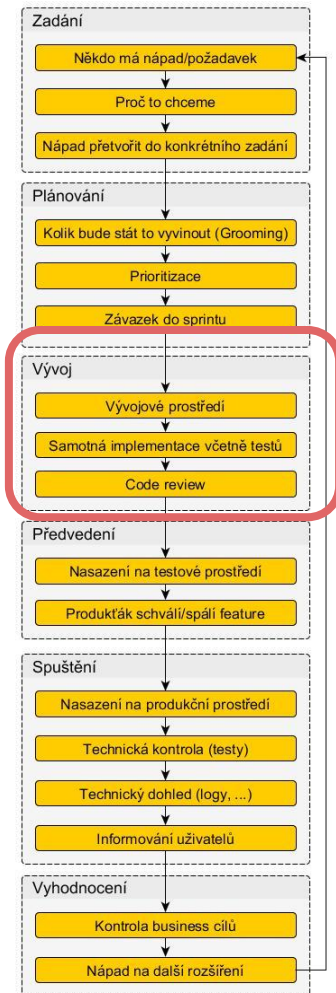 Zadání
Někdo má nápad/požadavek
Proč to chceme
Nápad přetvořit do konkrétního zadání
Plánování
Kolik bude stát to vyvinout (Grooming)
Prioritizace
Závazek do sprintu
Vývoj
Vývojové prostředí
Samotná implementace včetně testů
Code review
Předvedení
Nasazení na testové prostředí
Produkťák schválí/spálí feature
Spuštění
Nasazení na produkční prostředí
Technická kontrola (testy)
Technický dohled (logy, ...)
Informování uživatelů
Vyhodnocení
Kontrola business cílů
Nápad na další rozšíření